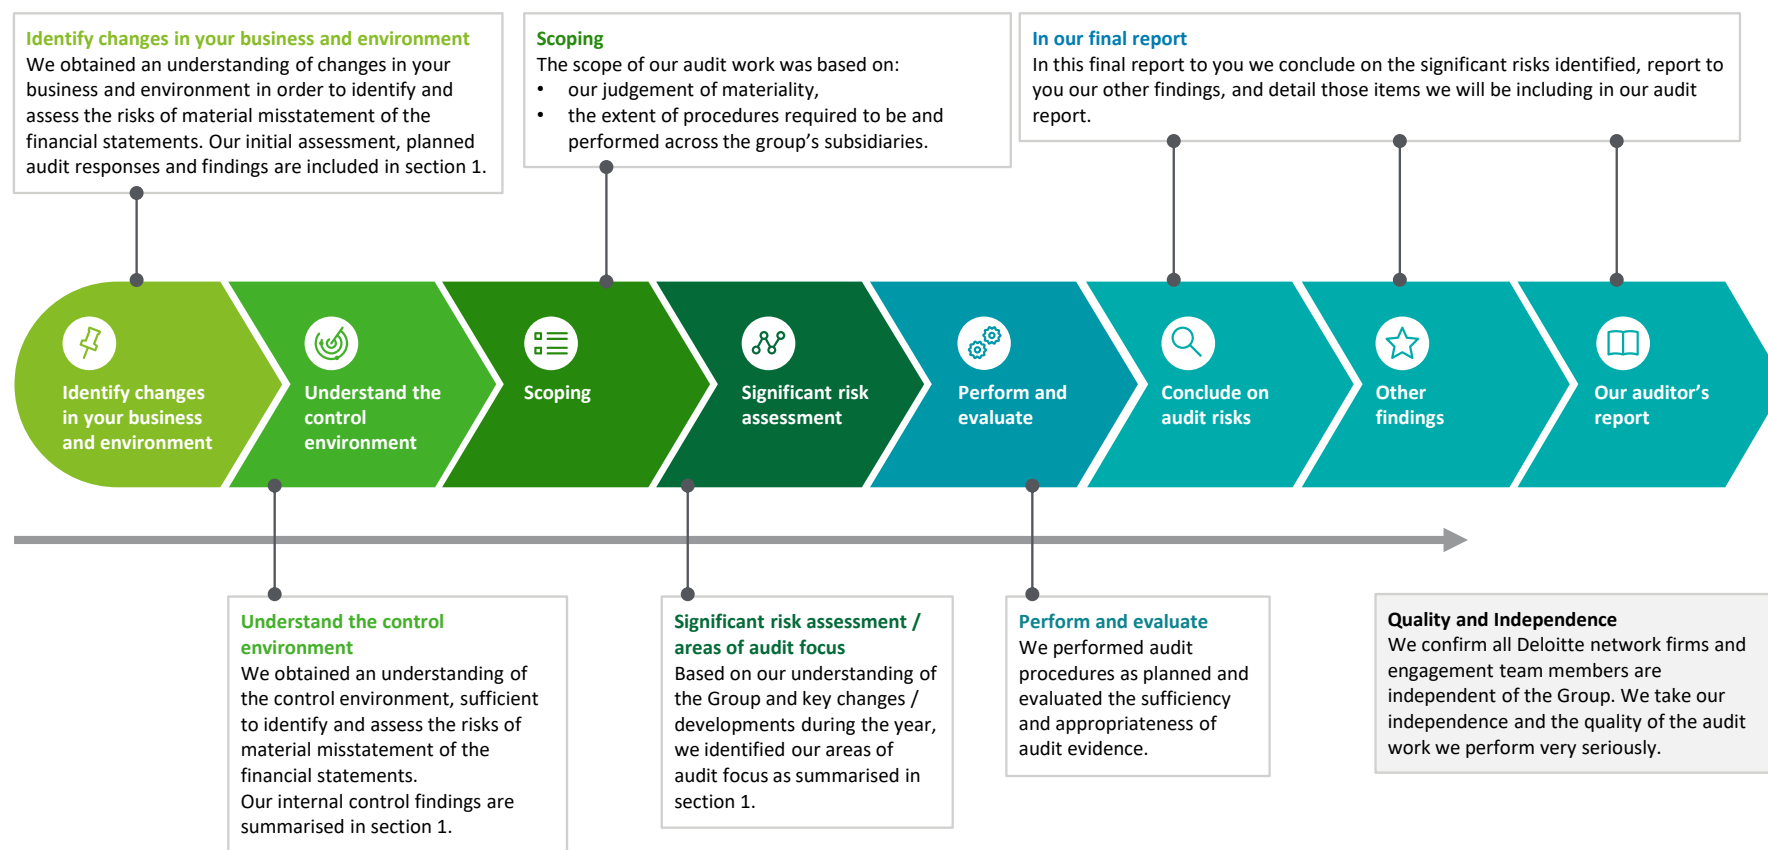 Identify changes in your business and environment
We obtained an understanding of changes in your
business and environment in order to identify and
assess the risks of material misstatement of the
financial statements. Our initial assessment, planned
audit responses and findings are included in section 1.
Scoping
The scope of our audit work was based on:
• our judgement of materiality,
• the extent of procedures required to be and
performed across the group’s subsidiaries.
In our final report
In this final report to you we conclude on the significant risks identified, report to
you our other findings, and detail those items we will be including in our audit
report.
Identify changes
in your business
and environment
Understand the
control
environment
Scoping
Significant risk
assessment
Perform and
evaluate
Conclude on
audit risks
Other
findings
Our auditor’s
report
Understand the control
environment
We obtained an understanding of
the control environment, sufficient
to identify and assess the risks of
material misstatement of the
financial statements.
Our internal control findings are
summarised in section 1.
Significant risk assessment /
areas of audit focus
Based on our understanding of
the Group and key changes /
developments during the year,
we identified our areas of
audit focus as summarised in
section 1.
Perform and evaluate
We performed audit
procedures as planned and
evaluated the sufficiency
and appropriateness of
audit evidence.
Quality and Independence
We confirm all Deloitte network firms and
engagement team members are
independent of the Group. We take our
independence and the quality of the audit
work we perform very seriously.